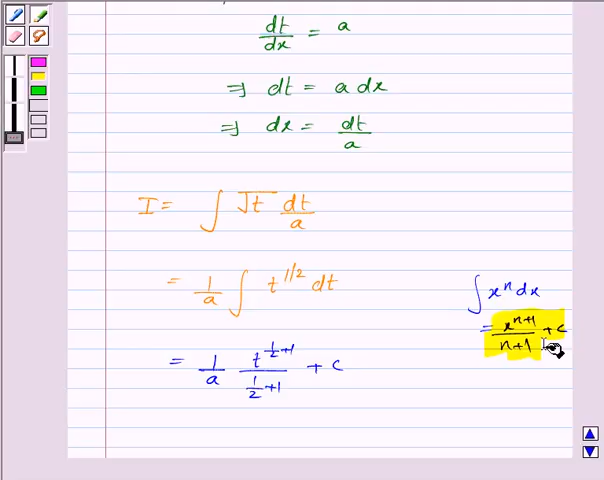 dt/dx = a
⇒ dt = a dx
⇒ dx = dt/a
I = ∫ √t dt/a
= 1/a ∫ t^{1/2} dt
∫ x^n dx
= x^{n+1}/(n+1) + c
= 1/a t^{1/2+1}/(1/2+1) + c